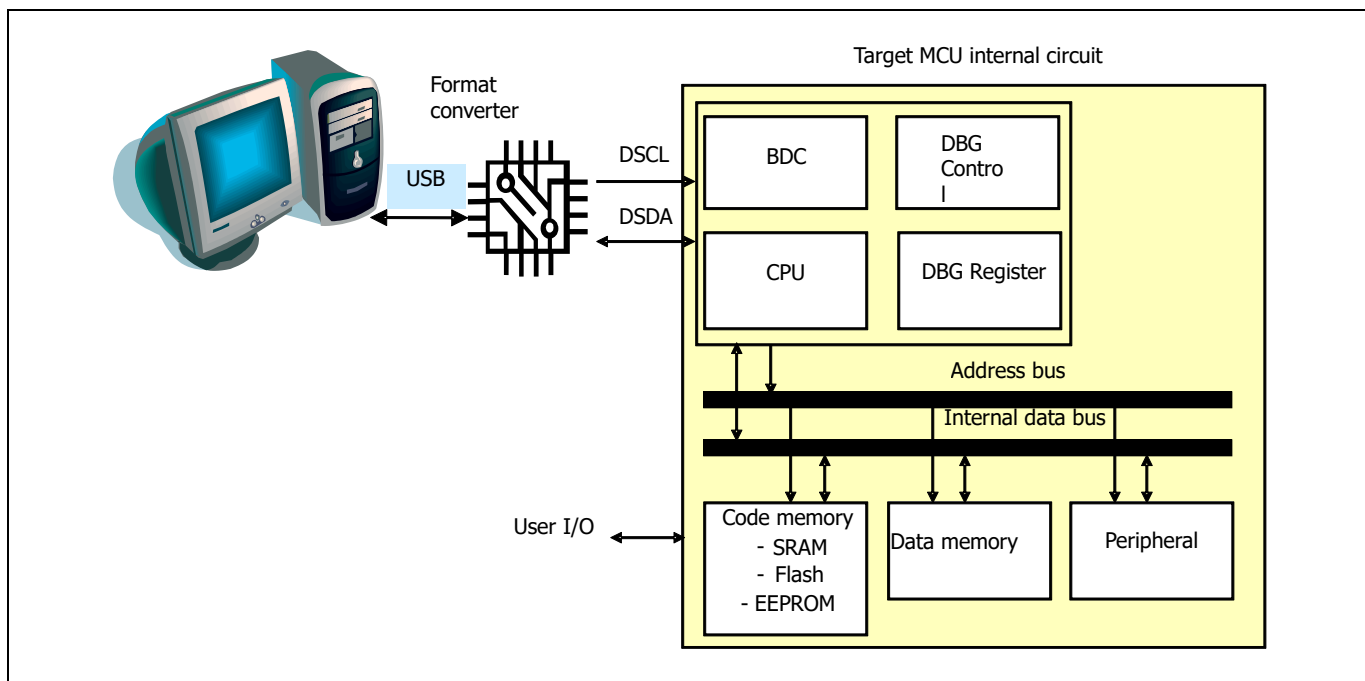 Target MCU internal circuit
Format
converter
USB
DSCL
DSDA
BDC
DBG
Contro
l
CPU
DBG Register
Address bus
Internal data bus
User I/O
Code memory
- SRAM
- Flash
- EEPROM
Data memory
Peripheral